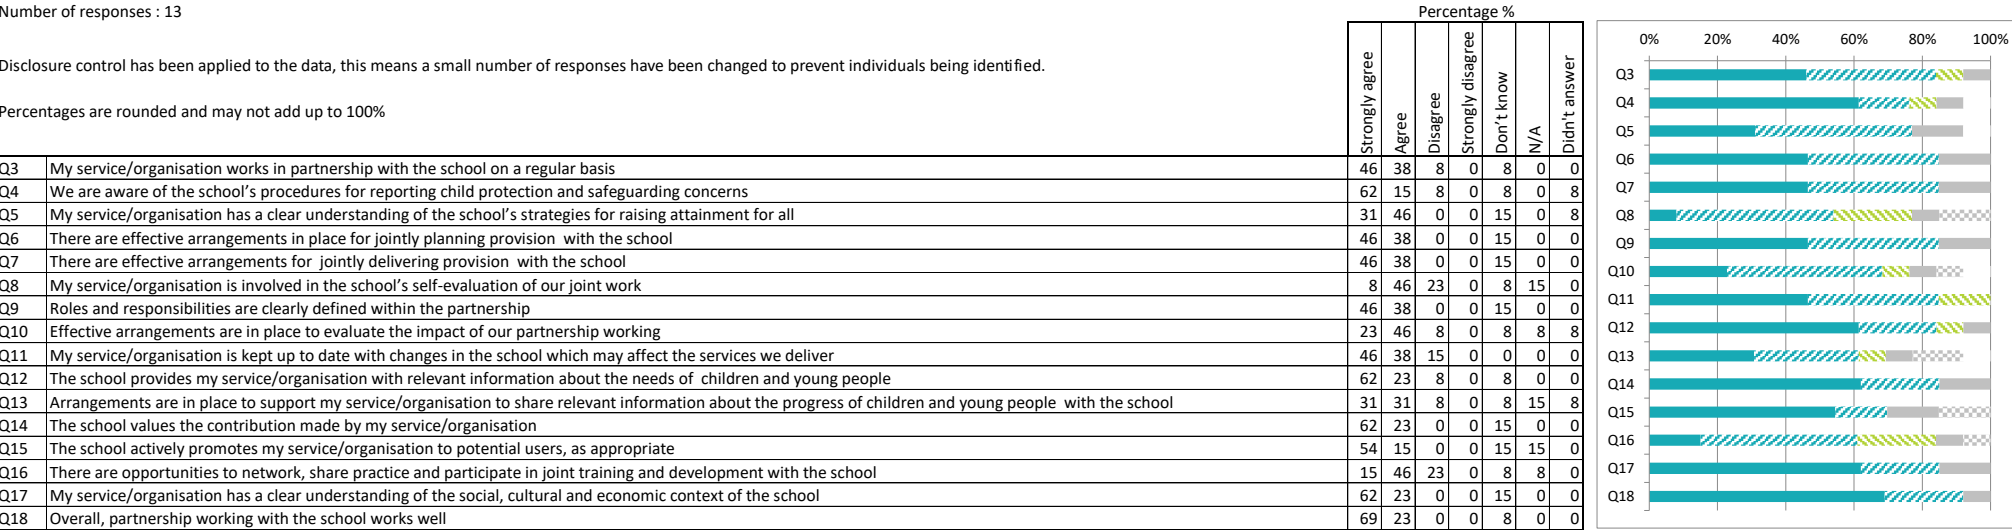 Number of responses : 13
Percentage %
Disclosure control has been applied to the data, this means a small number of responses have been changed to prevent individuals being identified.
Percentages are rounded and may not add up to 100%
Strongly agree
Agree
Disagree
Strongly disagree
Don't know
N/A
Didn't answer
Q3 My service/organisation works in partnership with the school on a regular basis 46 38 8 0 8 0 0
Q4 We are aware of the school's procedures for reporting child protection and safeguarding concerns 62 15 8 0 8 0 8
Q5 My service/organisation has a clear understanding of the school's strategies for raising attainment for all 31 46 0 0 15 0 8
Q6 There are effective arrangements in place for jointly planning provision with the school 46 38 0 0 15 0 0
Q7 There are effective arrangements for jointly delivering provision with the school 46 38 0 0 15 0 0
Q8 My service/organisation is involved in the school's self-evaluation of our joint work 8 46 23 0 8 15 0
Q9 Roles and responsibilities are clearly defined within the partnership 46 38 0 0 15 0 0
Q10 Effective arrangements are in place to evaluate the impact of our partnership working 23 46 8 0 8 8 8
Q11 My service/organisation is kept up to date with changes in the school which may affect the services we deliver 46 38 15 0 0 0 0
Q12 The school provides my service/organisation with relevant information about the needs of children and young people 62 23 8 0 8 0 0
Q13 Arrangements are in place to support my service/organisation to share relevant information about the progress of children and young people with the school 31 31 8 0 8 15 8
Q14 The school values the contribution made by my service/organisation 62 23 0 0 15 0 0
Q15 The school actively promotes my service/organisation to potential users, as appropriate 54 15 0 0 15 15 0
Q16 There are opportunities to network, share practice and participate in joint training and development with the school 15 46 23 0 8 8 0
Q17 My service/organisation has a clear understanding of the social, cultural and economic context of the school 62 23 0 0 15 0 0
Q18 Overall, partnership working with the school works well 69 23 0 0 8 0 0
0% 20% 40% 60% 80% 100%
Q3
Q4
Q5
Q6
Q7
Q8
Q9
Q10
Q11
Q12
Q13
Q14
Q15
Q16
Q17
Q18